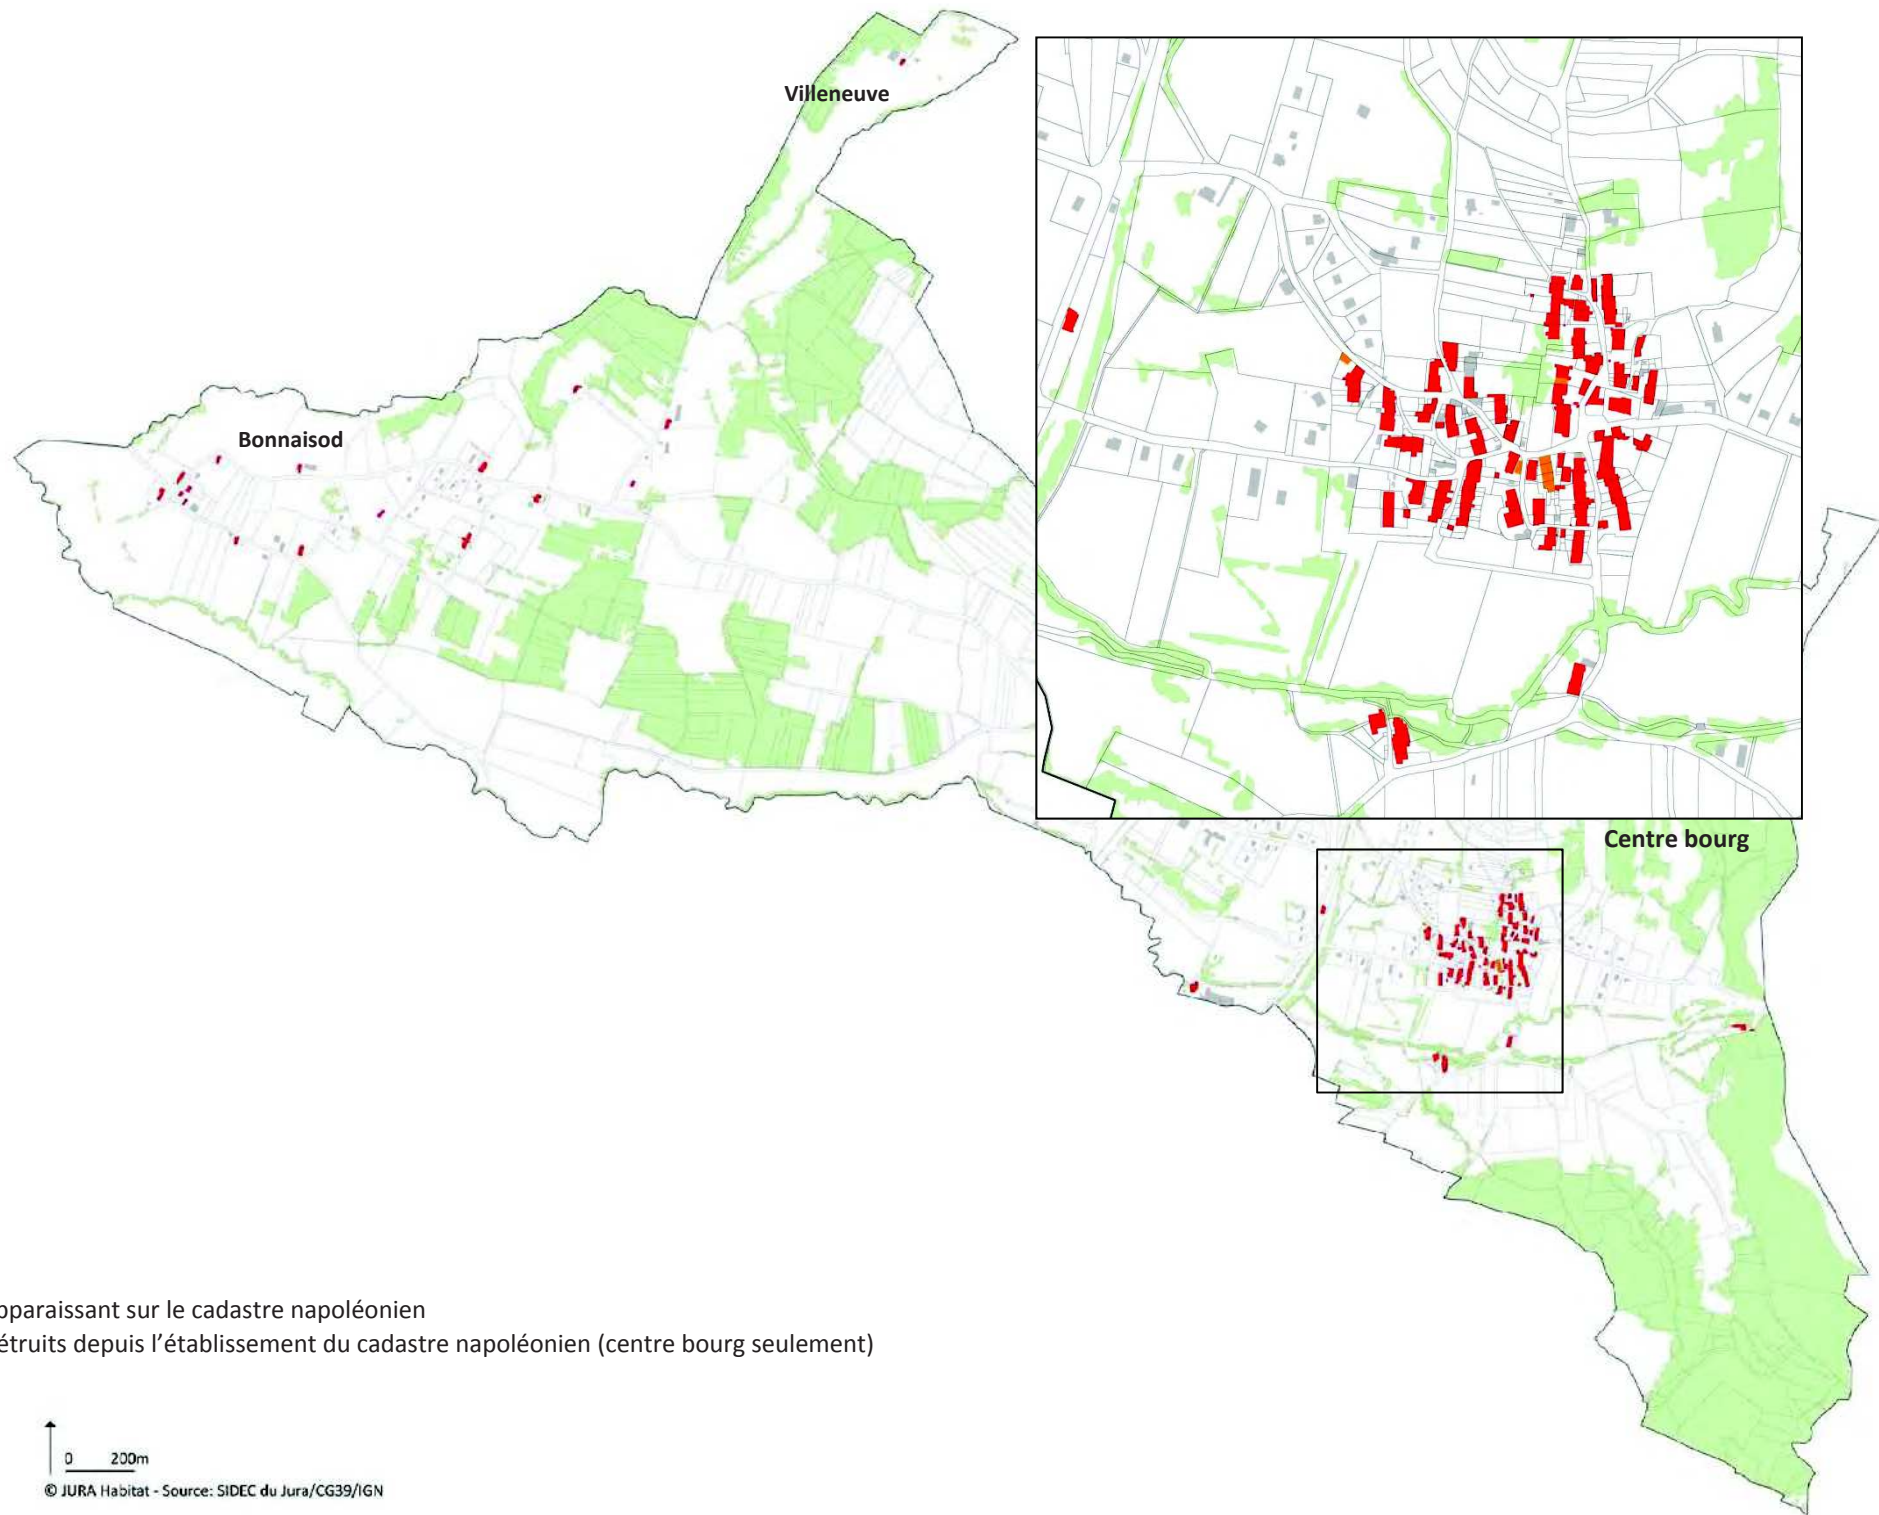 Villeneuve
Bonnaisod
Centre bourg
pparaissant sur le cadastre napoléonien
étruits depuis l'établissement du cadastre napoléonien (centre bourg seulement)
0 200m
© JURA Habitat - Source: SIDEC du Jura/CG39/IGN